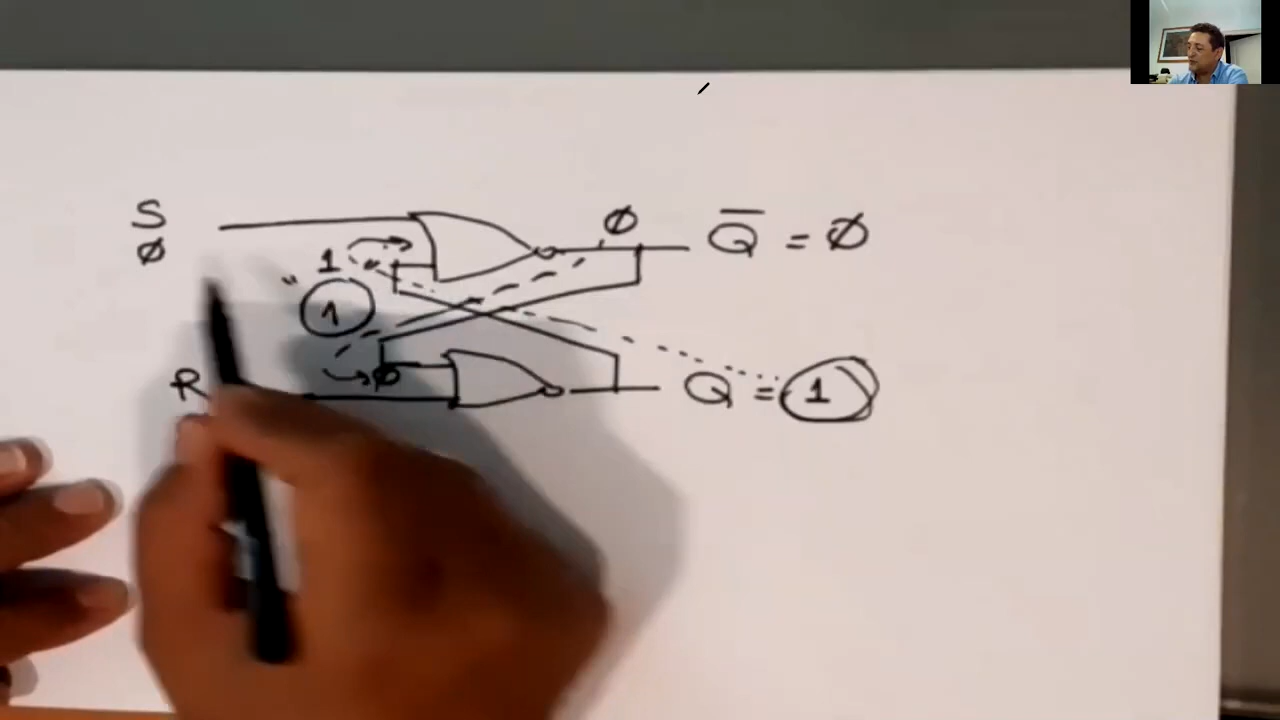 S Ø Q̅ = Ø
Ø
1
" 1
R Ø Q = 1